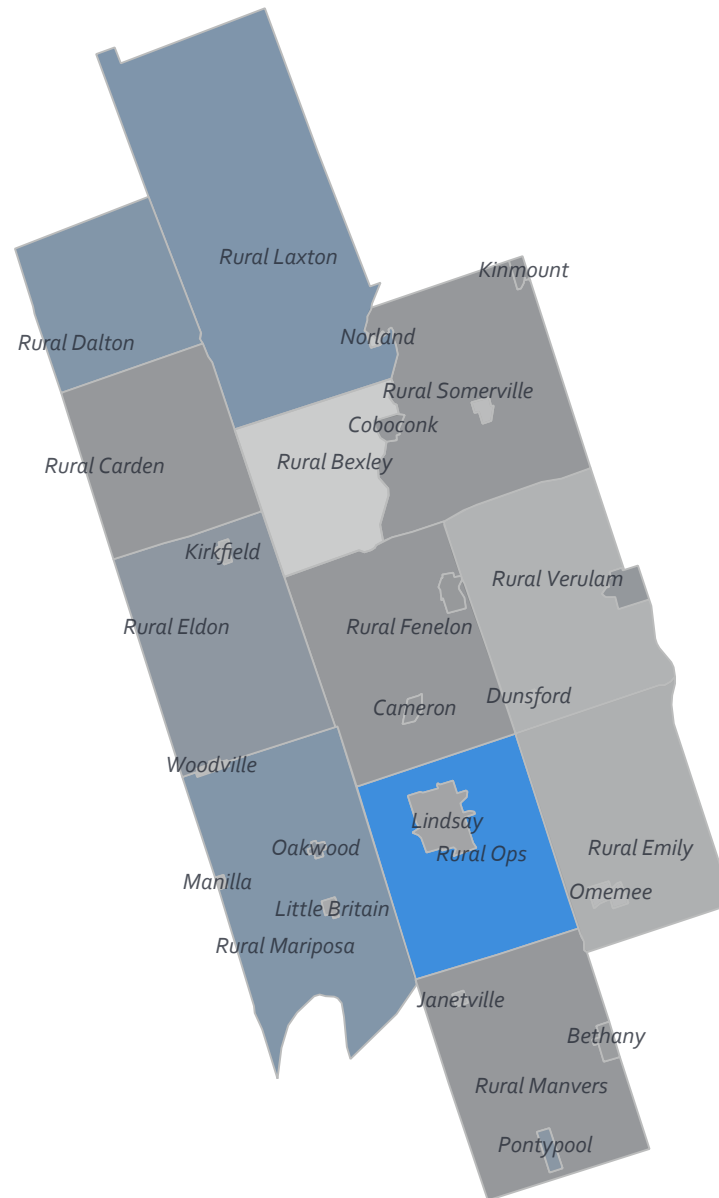 Rural Laxton
Kinmount
Norland
Rural Dalton
Rural Somerville
Coboconk
Rural Bexley
Rural Carden
Kirkfield
Rural Verulam
Rural Eldon
Rural Fenelon
Dunsford
Cameron
Woodville
Lindsay
Oakwood
Rural Ops
Rural Emily
Manilla
Omemee
Little Britain
Rural Mariposa
Janetville
Bethany
Rural Manvers
Pontypool